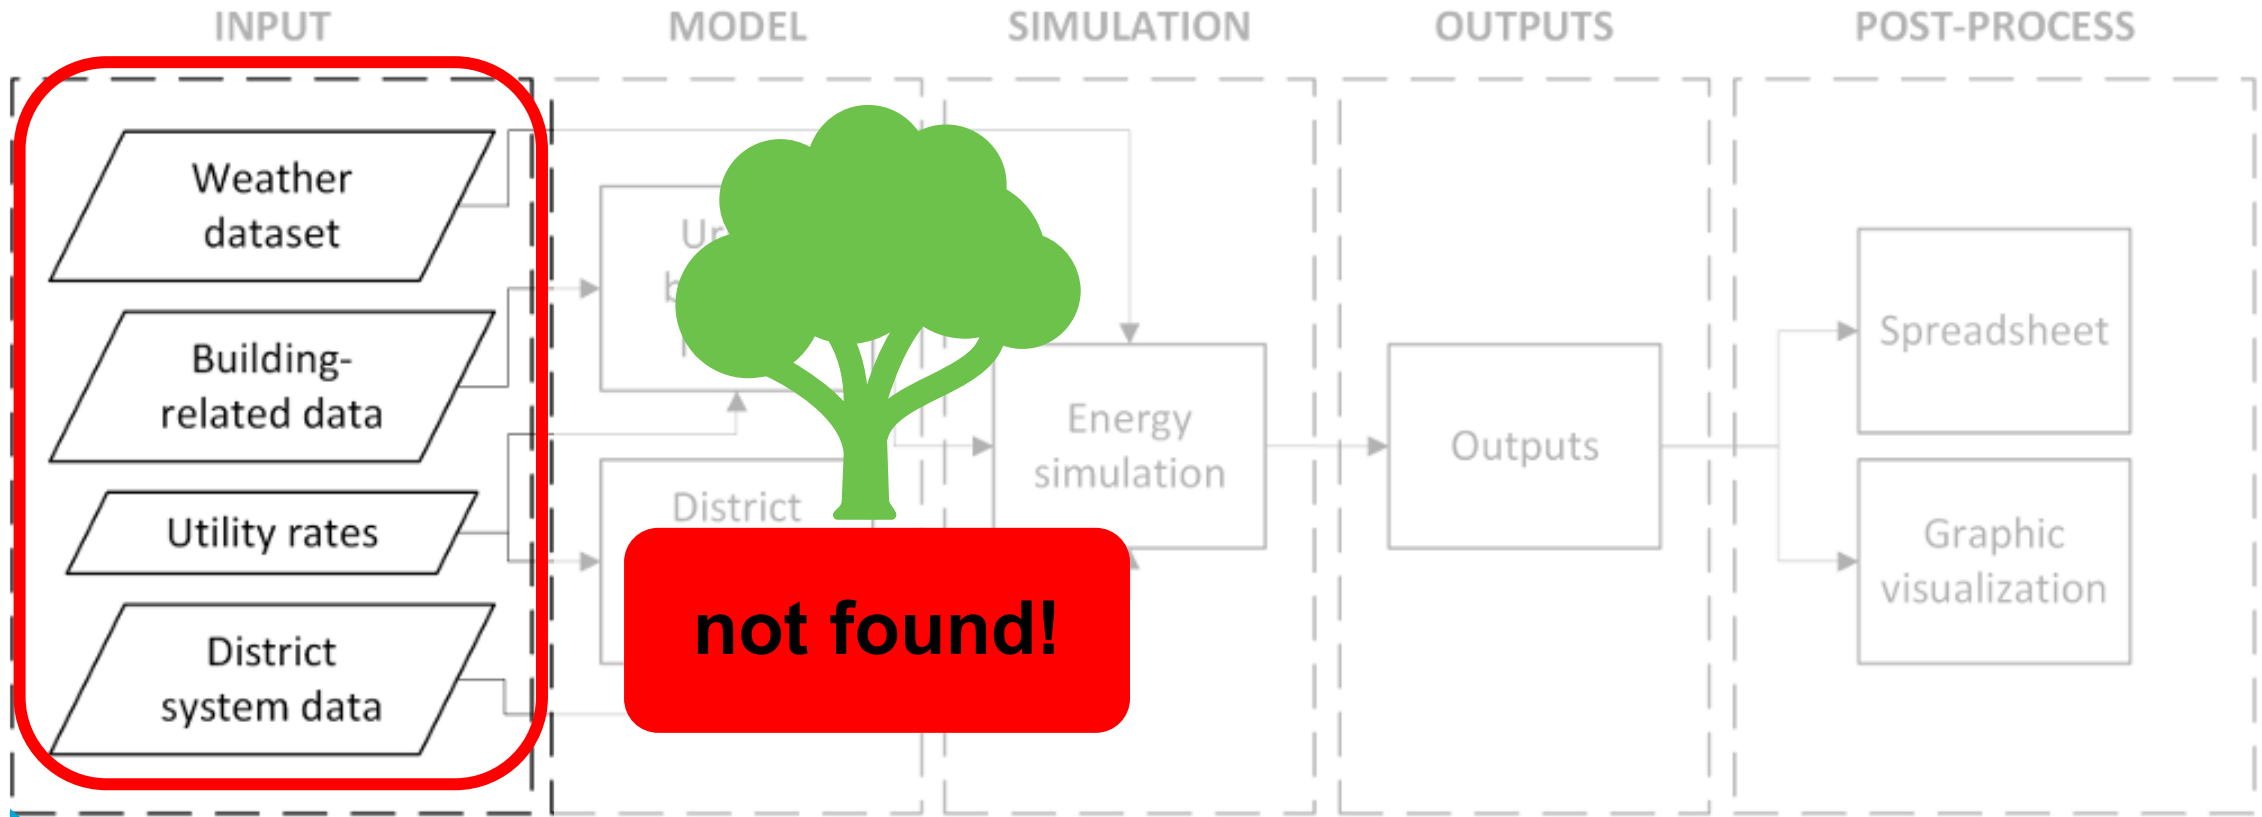 INPUT
MODEL
SIMULATION
OUTPUTS
POST-PROCESS
Weather
dataset
Building-
related data
Utility rates
District
system data
District
not found!
Energy
simulation
Outputs
Spreadsheet
Graphic
visualization